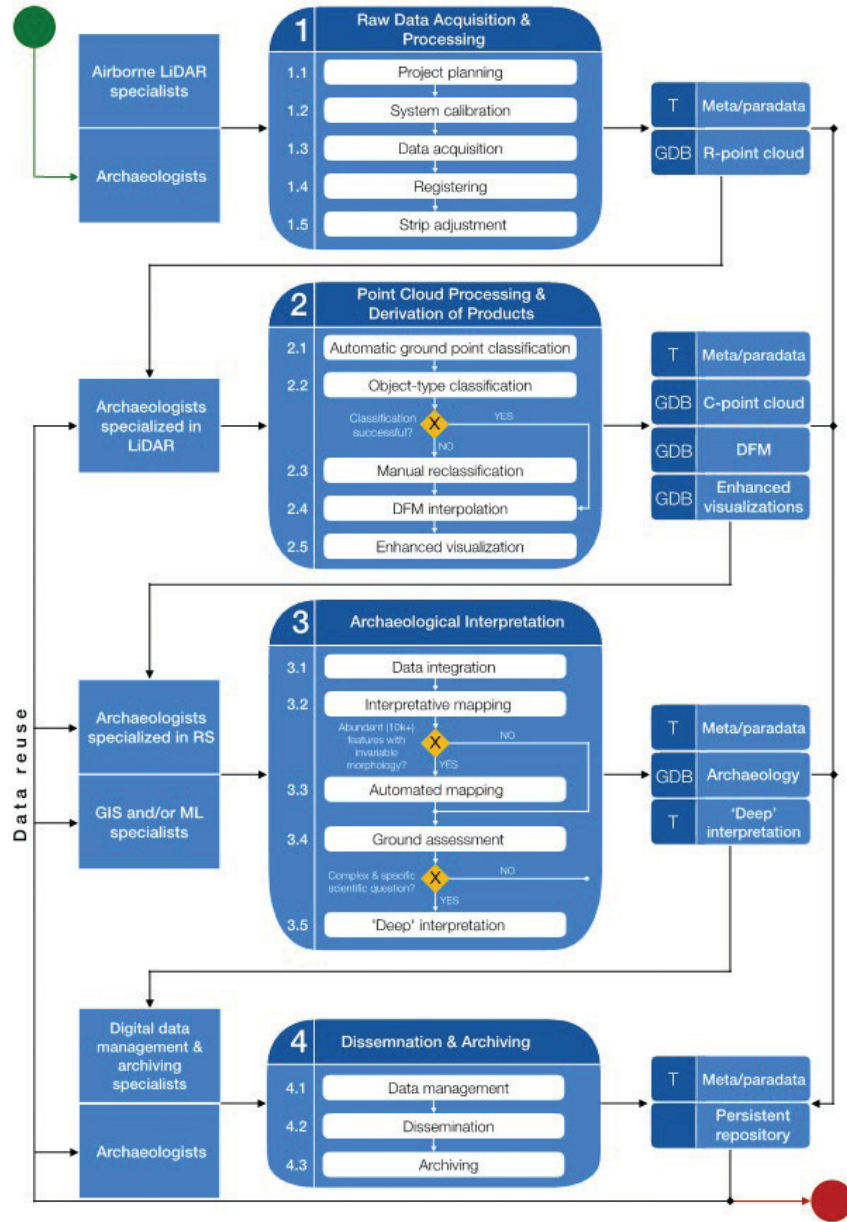 1
Raw Data Acquisition &
Processing
Airborne LiDAR
specialists
Archaeologists
1.1 Project planning
1.2 System calibration
1.3 Data acquisition
1.4 Registering
1.5 Strip adjustment
T Meta/paradata
GDB R-point cloud
2
Point Cloud Processing &
Derivation of Products
Archaeologists
specialized in
LiDAR
2.1 Automatic ground point classification
2.2 Object-type classification
Classification
successful?
X
YES
NO
2.3 Manual reclassification
2.4 DFM interpolation
2.5 Enhanced visualization
T Meta/paradata
GDB C-point cloud
GDB DFM
GDB Enhanced
visualizations
Data reuse
3
Archaeological Interpretation
Archaeologists
specialized in RS
GIS and/or ML
specialists
3.1 Data integration
3.2 Interpretative mapping
Abundant (10k+)
features with
invariable
morphology?
X
NO
YES
3.3 Automated mapping
3.4 Ground assessment
Complex & specific
scientific question?
X
NO
YES
3.5 'Deep' interpretation
T Meta/paradata
GDB Archaeology
T 'Deep'
interpretation
4
Dissemnation & Archiving
Digital data
management &
archiving
specialists
Archaeologists
4.1 Data management
4.2 Dissemination
4.3 Archiving
T Meta/paradata
Persistent
repository